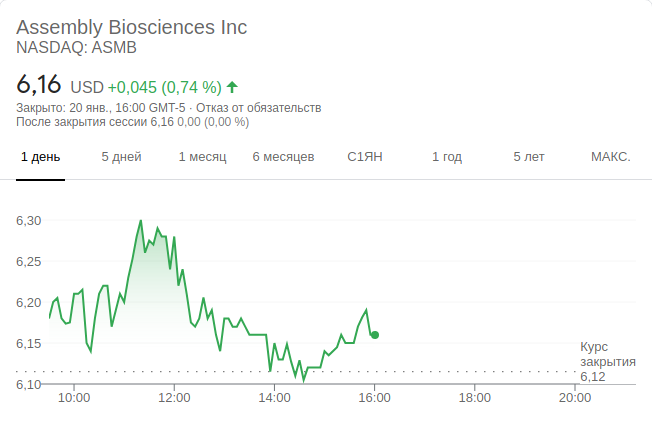 Assembly Biosciences Inc
NASDAQ: ASMB
6,16 USD +0,045 (0,74 %)
Закрыто: 20 янв., 16:00 GMT-5 · Отказ от обязательств
После закрытия сессии 6,16 0,00 (0,00 %)
1 день 5 дней 1 месяц 6 месяцев С1ЯН 1 год 5 лет МАКС.
6,30
6,25
6,20
6,15
6,10
Курс
закрытия
6,12
10:00 12:00 14:00 16:00 18:00 20:00